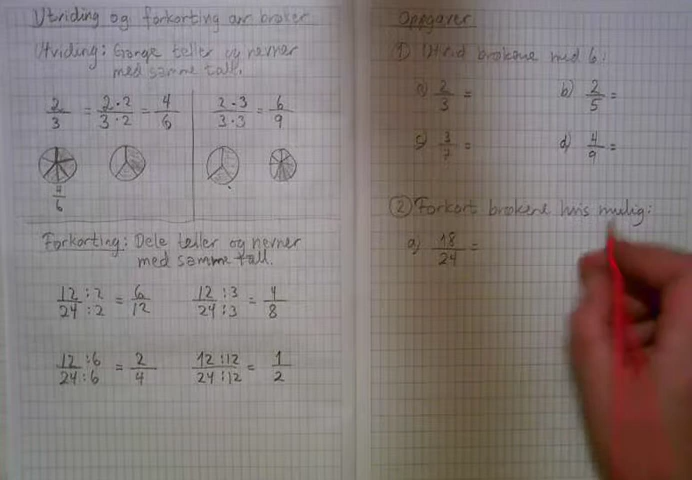 Utviding og forkorting av brøker
Utviding: Gange teller og nevner
med samme tall.
2/3 = 2·2/3·2 = 4/6
2·3/3·3 = 6/9
4/6
Forkorting: Dele teller og nevner
med samme tall.
12:2/24:2 = 6/12
12:3/24:3 = 4/8
12:6/24:6 = 2/4
12:12/24:12 = 1/2
Oppgaver
1) Utvid brøkene med 6:
a) 2/3 =
b) 2/5 =
c) 3/7 =
d) 4/9 =
2) Forkort brøkene hvis mulig:
a) 18/24 =